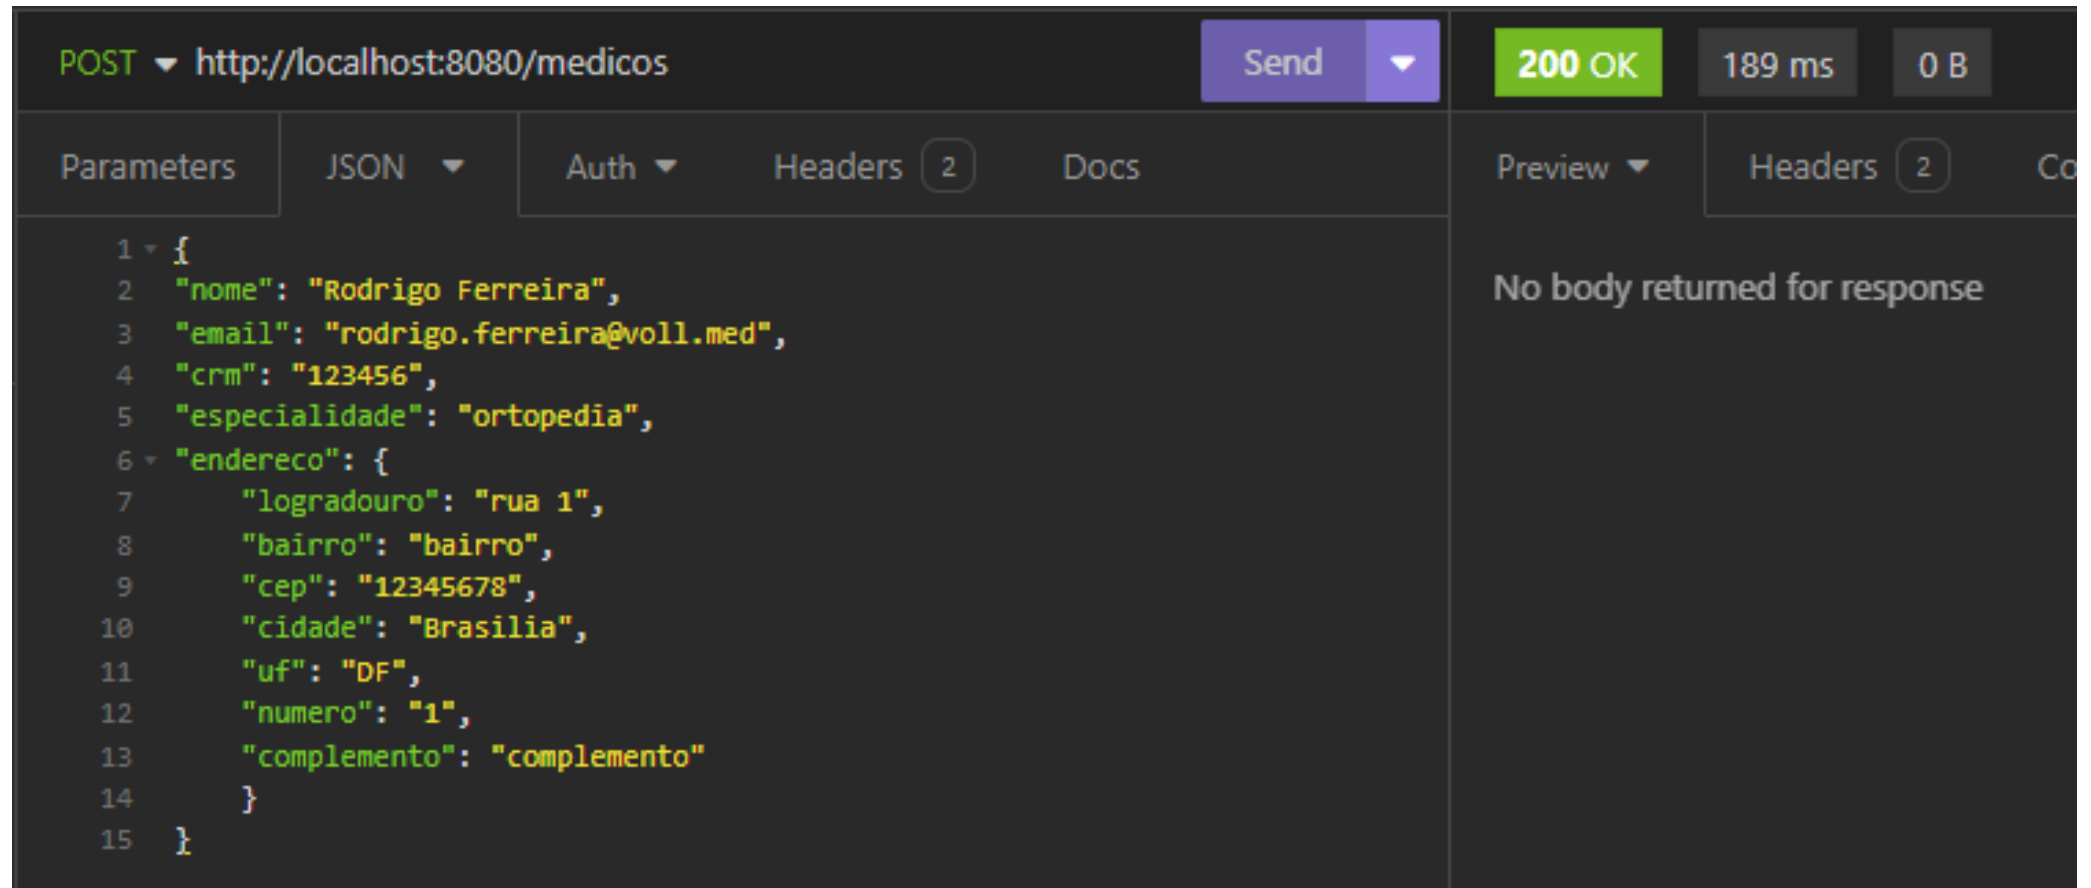 POST http://localhost:8080/medicos Send 200 OK 189 ms 0 B
Parameters JSON Auth Headers 2 Docs Preview Headers 2 Co
1 {
2 "nome": "Rodrigo Ferreira",
3 "email": "rodrigo.ferreira@voll.med",
4 "crm": "123456",
5 "especialidade": "ortopedia",
6 "endereco": {
7 "logradouro": "rua 1",
8 "bairro": "bairro",
9 "cep": "12345678",
10 "cidade": "Brasilia",
11 "uf": "DF",
12 "numero": "1",
13 "complemento": "complemento"
14 }
15 }
No body returned for response